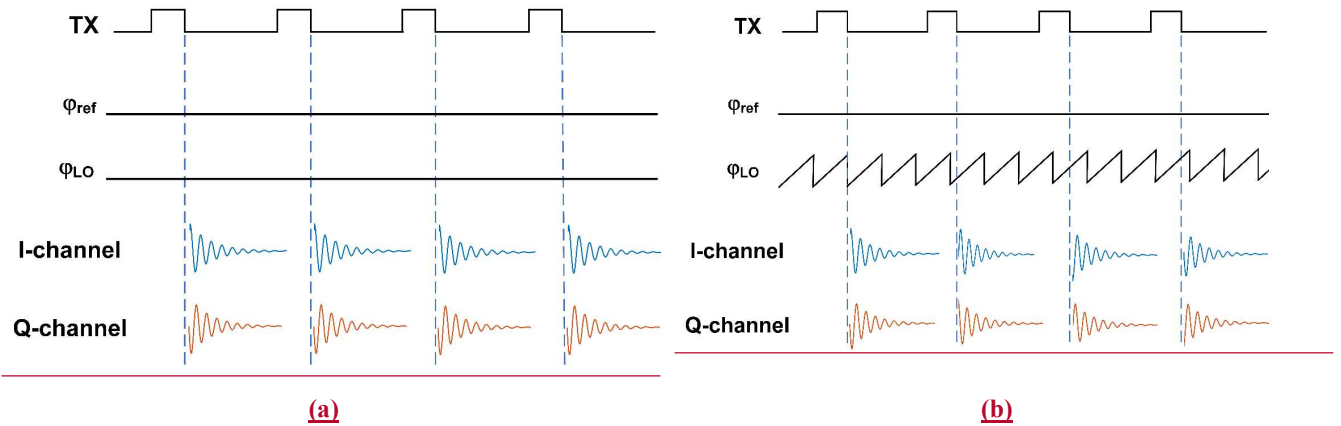 TX
φref
φLO
I-channel
Q-channel
(a)
TX
φref
φLO
I-channel
Q-channel
(b)